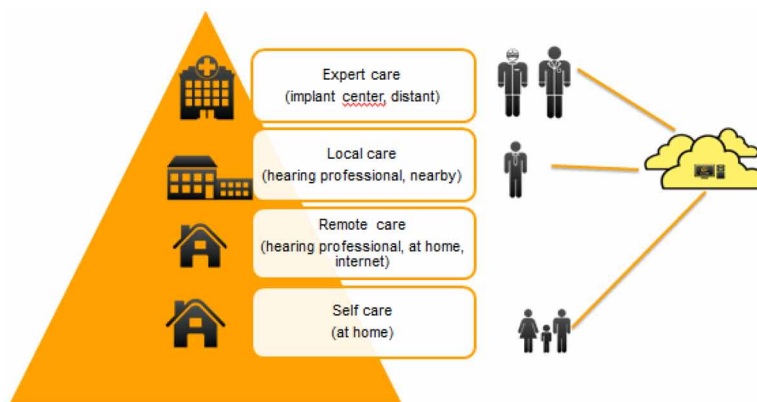 Expert care
(implant center, distant)
Local care
(hearing professional, nearby)
Remote care
(hearing professional, at home,
internet)
Self care
(at home)